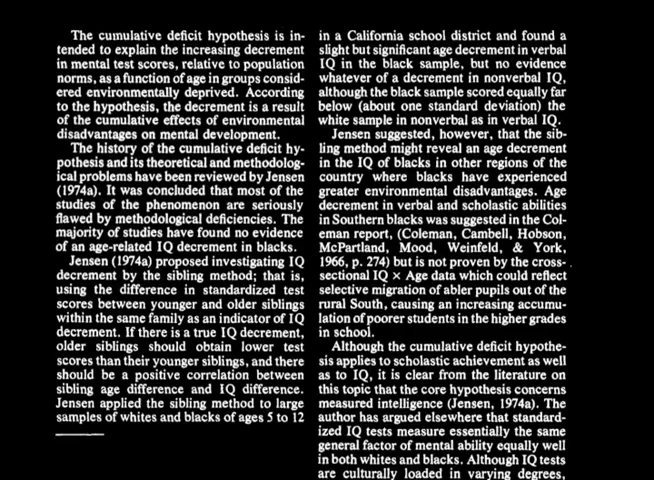 The cumulative deficit hypothesis is in-
tended to explain the increasing decrement
in mental test scores, relative to population
norms, as a function of age in groups consid-
ered environmentally deprived. According
to the hypothesis, the decrement is a result
of the cumulative effects of environmental
disadvantages on mental development.
The history of the cumulative deficit hy-
pothesis and its theoretical and methodolog-
ical problems have been reviewed by Jensen
(1974a). It was concluded that most of the
studies of the phenomenon are seriously
flawed by methodological deficiencies. The
majority of studies have found no evidence
of an age-related IQ decrement in blacks.
Jensen (1974a) proposed investigating IQ
decrement by the sibling method; that is,
using the difference in standardized test
scores between younger and older siblings
within the same family as an indicator of IQ
decrement. If there is a true IQ decrement,
older siblings should obtain lower test
scores than their younger siblings, and there
should be a positive correlation between
sibling age difference and IQ difference.
Jensen applied the sibling method to large
samples of whites and blacks of ages 5 to 12
in a California school district and found a
slight but significant age decrement in verbal
IQ in the black sample, but no evidence
whatever of a decrement in nonverbal IQ,
although the black sample scored equally far
below (about one standard deviation) the
white sample in nonverbal as in verbal IQ.
Jensen suggested, however, that the sib-
ling method might reveal an age decrement
in the IQ of blacks in other regions of the
country where blacks have experienced
greater environmental disadvantages. Age
decrement in verbal and scholastic abilities
in Southern blacks was suggested in the Col-
eman report, (Coleman, Cambell, Hobson,
McPartland, Mood, Weinfeld, & York,
1966, p. 274) but is not proven by the cross-
sectional IQ × Age data which could reflect
selective migration of abler pupils out of the
rural South, causing an increasing accumu-
lation of poorer students in the higher grades
in school.
Although the cumulative deficit hypothe-
sis applies to scholastic achievement as well
as to IQ, it is clear from the literature on
this topic that the core hypothesis concerns
measured intelligence (Jensen, 1974a). The
author has argued elsewhere that standard-
ized IQ tests measure essentially the same
general factor of mental ability equally well
in both whites and blacks. Although IQ tests
are culturally loaded in varying degrees,